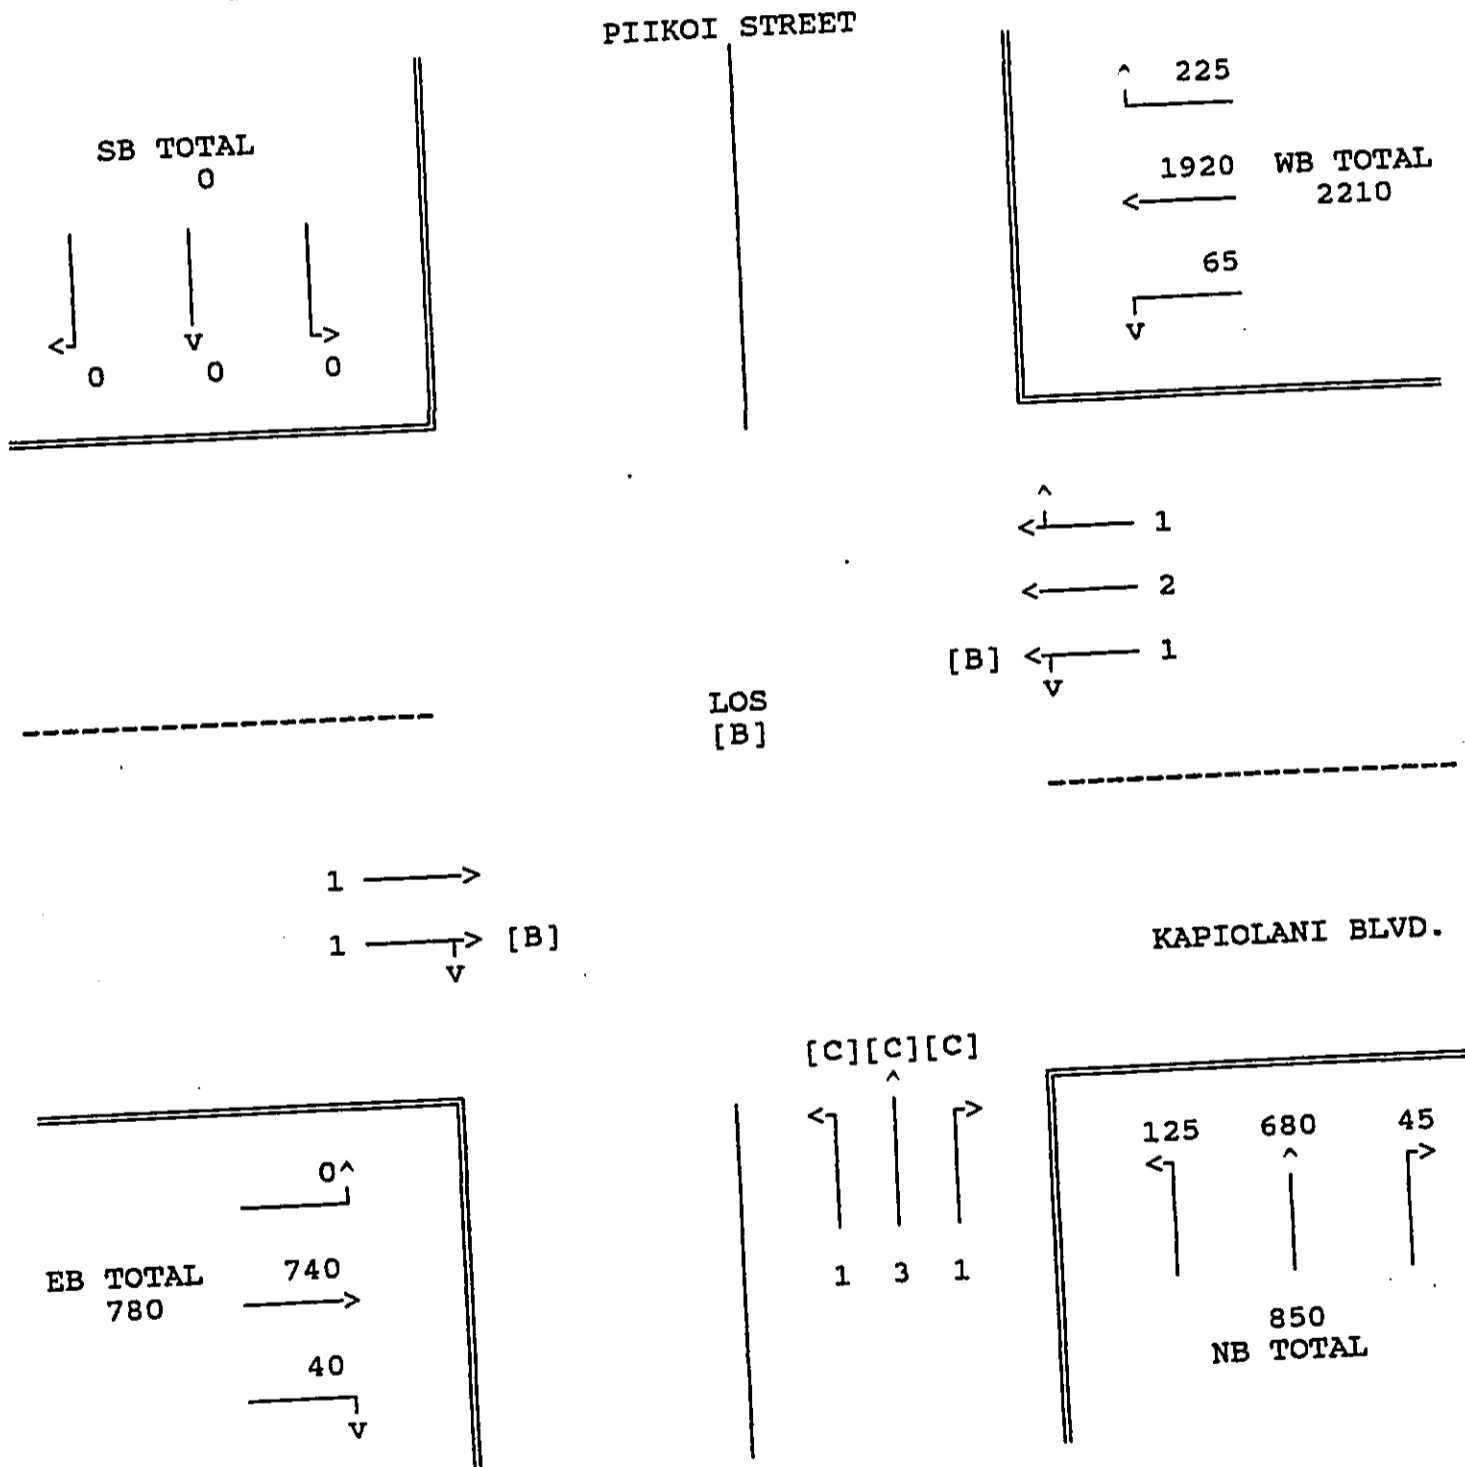 PIIKOI STREET
225
SB TOTAL
0
1920 WB TOTAL
2210
65
0 0 0
1
2
[B] 1
LOS
[B]
1
1 [B]
KAPIOLANI BLVD.
[C][C][C]
125 680 45
0
EB TOTAL 740
780
1 3 1
850
NB TOTAL
40